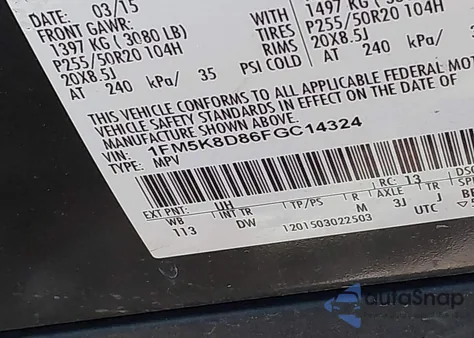 DATE: 03/15
FRONT GAWR: WITH
1397 KG ( 3080 LB) TIRES 1497 KG
P255/50R20 104H RIMS P255/50R20 104H
20X8.5J 20X8.5J
AT 240 kPa/ 35 PSI COLD AT 240 kPa/
THIS VEHICLE CONFORMS TO ALL APPLICABLE FEDERAL MOT
VEHICLE SAFETY STANDARDS IN EFFECT ON THE DATE OF
MANUFACTURE SHOWN ABOVE.
VIN: 1FM5K8D86FGC14324
TYPE: MPV
EXT PNT: UH RC: 13 DSO
WB INT TR TP/PS R AXLE
113 DW M 3J J
UTC
1201503022503
autoSnap